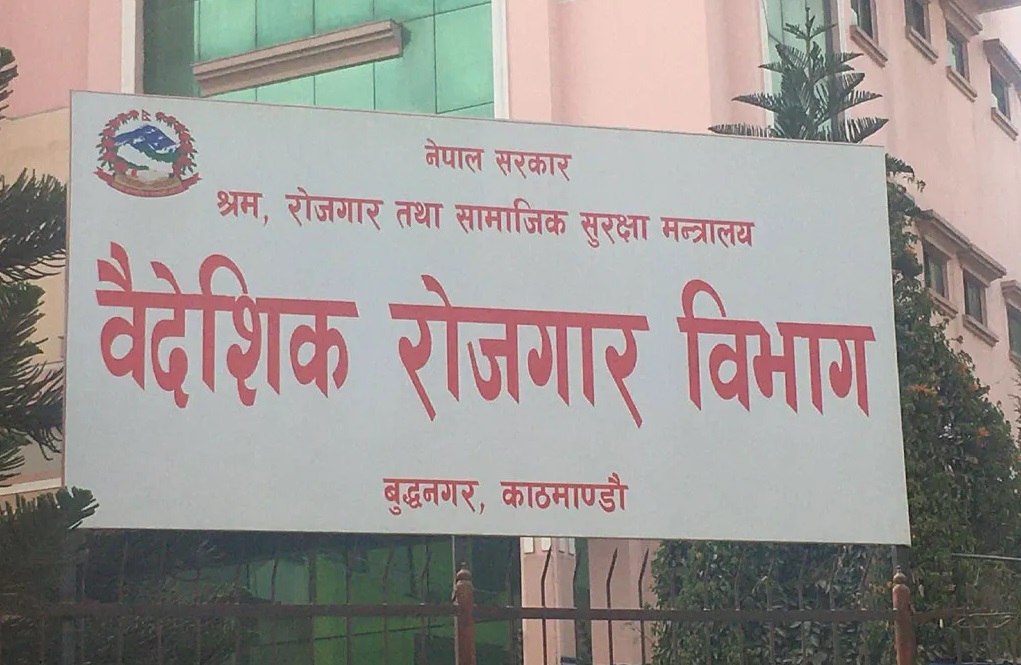 नेपाल सरकार
श्रम, रोजगार तथा सामाजिक सुरक्षा मन्त्रालय
वैदेशिक रोजगार विभाग
बुद्धनगर, काठमाण्डौ